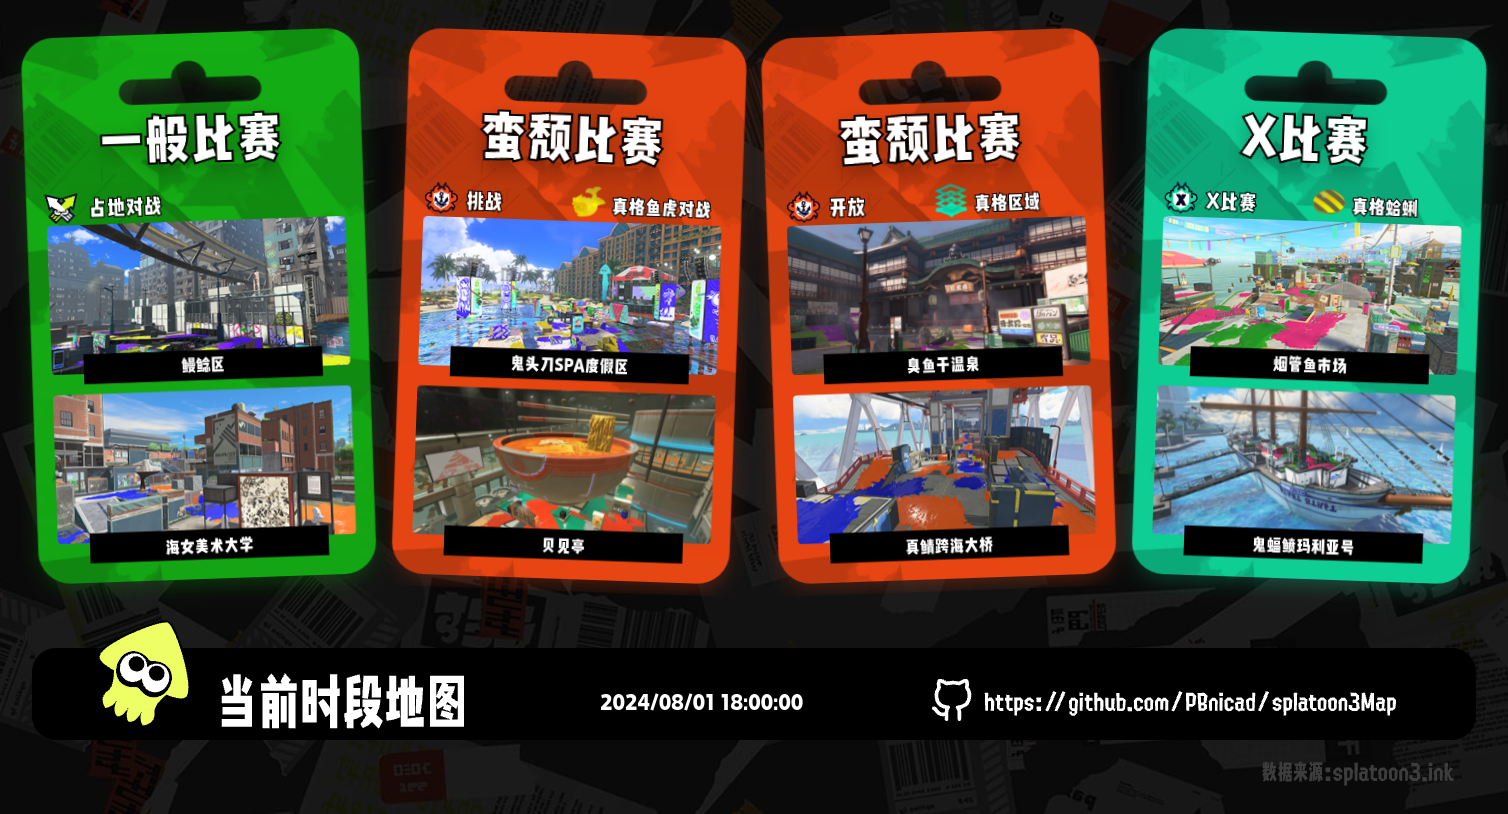 一般比赛
占地对战
鳗鲶区
海女美术大学
蛮颓比赛
挑战
真格鱼虎对战
鬼头刀SPA度假区
贝见亭
蛮颓比赛
开放
真格区域
臭鱼干温泉
真鲭跨海大桥
X比赛
X比赛
真格蛤蜊
烟管鱼市场
鬼蝠鲼玛利亚号
当前时段地图
2024/08/01 18:00:00
https://github.com/PBnicad/splatoon3Map
数据来源:splatoon3.ink